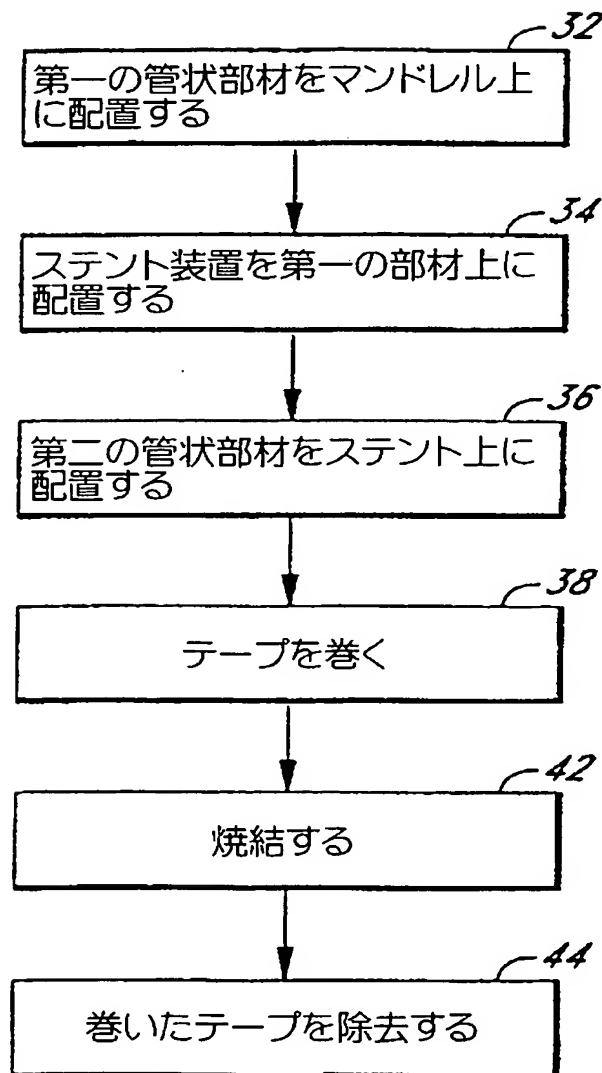 32
第一の管状部材をマンドレル上
に配置する
34
ステント装置を第一の部材上に
配置する
36
第二の管状部材をステント上に
配置する
38
テープを巻く
42
焼結する
44
巻いたテープを除去する